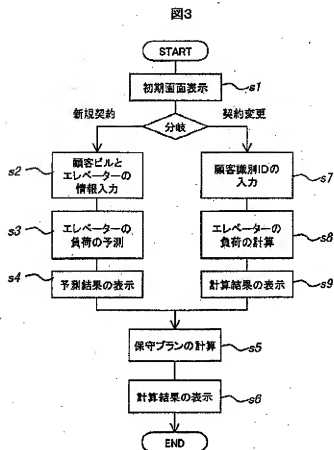 図3
START
初期画面表示
s1
新規契約
契約変更
分岐
s2
顧客ビルと
エレベーターの
情報入力
顧客識別IDの
入力
s7
s3
エレベーターの
負荷の予測
エレベーターの
負荷の計算
s8
s4
予測結果の表示
計算結果の表示
s9
保守プランの計算
s5
計算結果の表示
s6
END